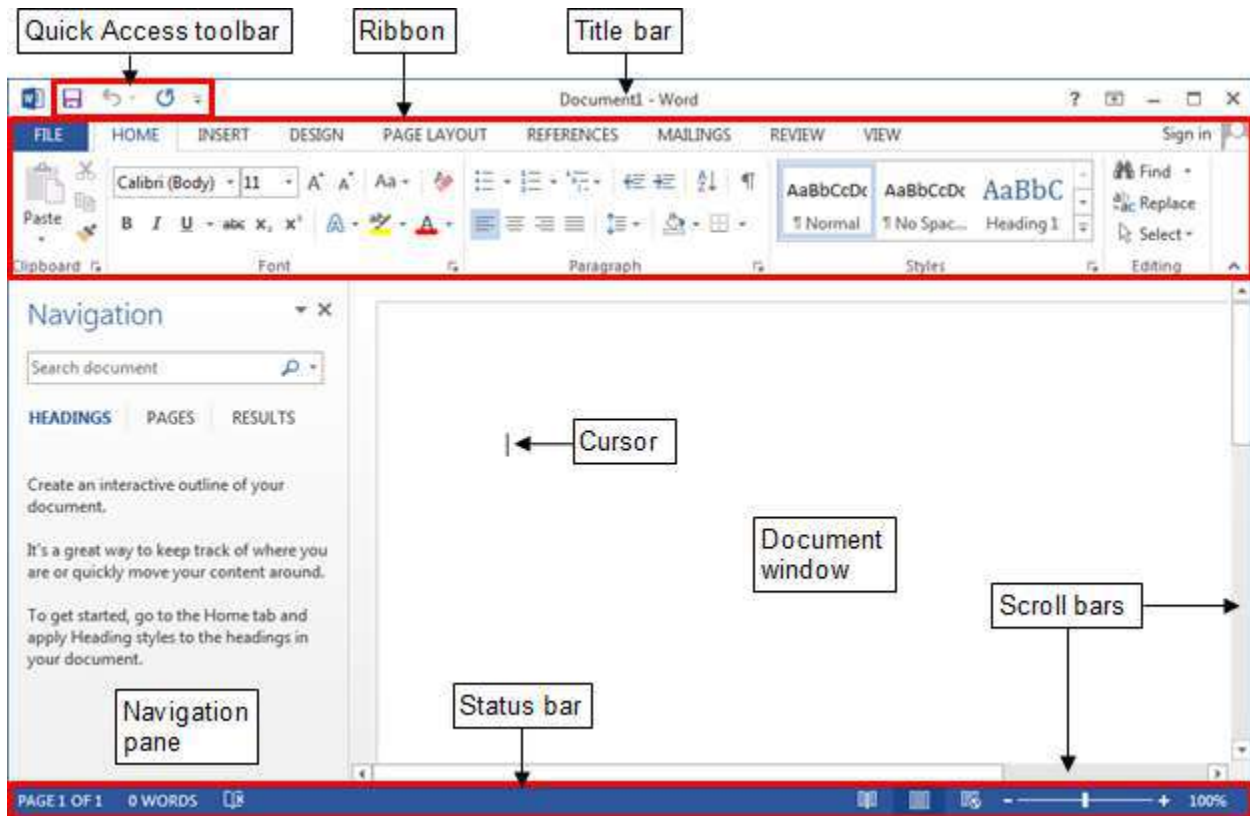 Quick Access toolbar
Ribbon
Title bar
Document1 - Word
?
FILE HOME INSERT DESIGN PAGE LAYOUT REFERENCES MAILINGS REVIEW VIEW Sign in
Calibri (Body) 11 A A Aa
AaBbCcDc AaBbCcDc AaBbC
Find
Replace
Paste
B I U abc X₂ X² A ab A
¶ Normal ¶ No Spac... Heading 1
Select
Clipboard Font Paragraph Styles Editing
Navigation
Search document
HEADINGS PAGES RESULTS
Cursor
Create an interactive outline of your
document.
It's a great way to keep track of where you
are or quickly move your content around.
To get started, go to the Home tab and
apply Heading styles to the headings in
your document.
Document
window
Scroll bars
Navigation
pane
Status bar
PAGE 1 OF 1 0 WORDS 100%